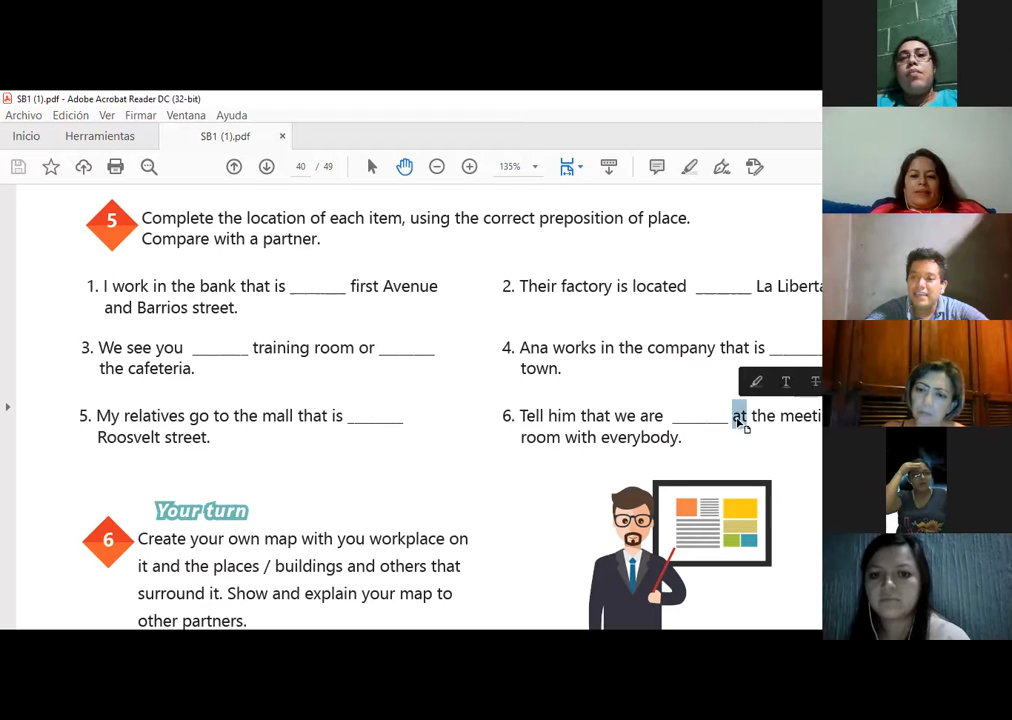 SB1 (1).pdf - Adobe Acrobat Reader DC (32-bit)
Archivo Edición Ver Firmar Ventana Ayuda
Inicio Herramientas SB1 (1).pdf ×
40 / 49 135%
5 Complete the location of each item, using the correct preposition of place.
Compare with a partner.
1. I work in the bank that is _______ first Avenue
and Barrios street.
2. Their factory is located _______ La Liberta
3. We see you _______ training room or _______
the cafeteria.
4. Ana works in the company that is _______
town.
5. My relatives go to the mall that is _______
Roosvelt street.
6. Tell him that we are _______ at the meeti
room with everybody.
Your turn
6 Create your own map with you workplace on
it and the places / buildings and others that
surround it. Show and explain your map to
other partners.